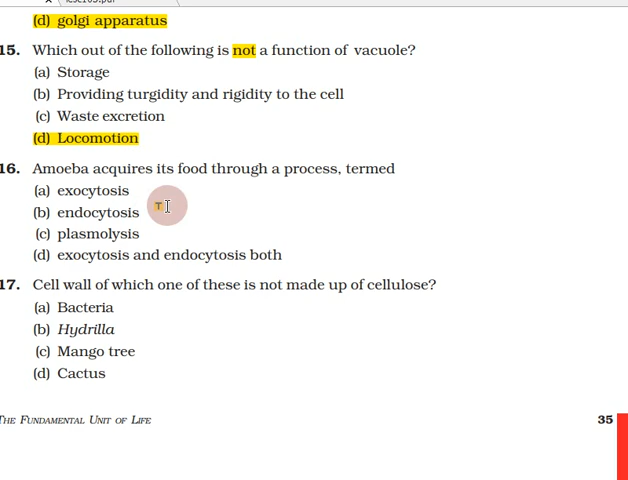 (d) golgi apparatus
15. Which out of the following is not a function of vacuole?
(a) Storage
(b) Providing turgidity and rigidity to the cell
(c) Waste excretion
(d) Locomotion
16. Amoeba acquires its food through a process, termed
(a) exocytosis
(b) endocytosis
(c) plasmolysis
(d) exocytosis and endocytosis both
17. Cell wall of which one of these is not made up of cellulose?
(a) Bacteria
(b) Hydrilla
(c) Mango tree
(d) Cactus
THE FUNDAMENTAL UNIT OF LIFE 35